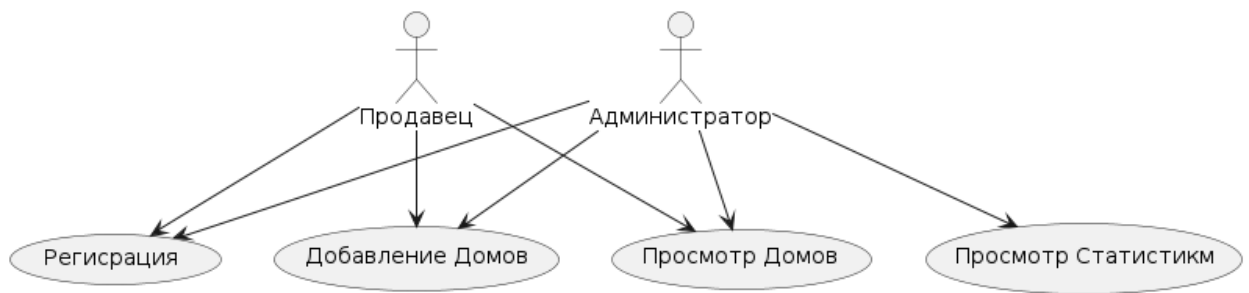 Продавец
Администратор
Регисрация
Добавление Домов
Просмотр Домов
Просмотр Статистикм